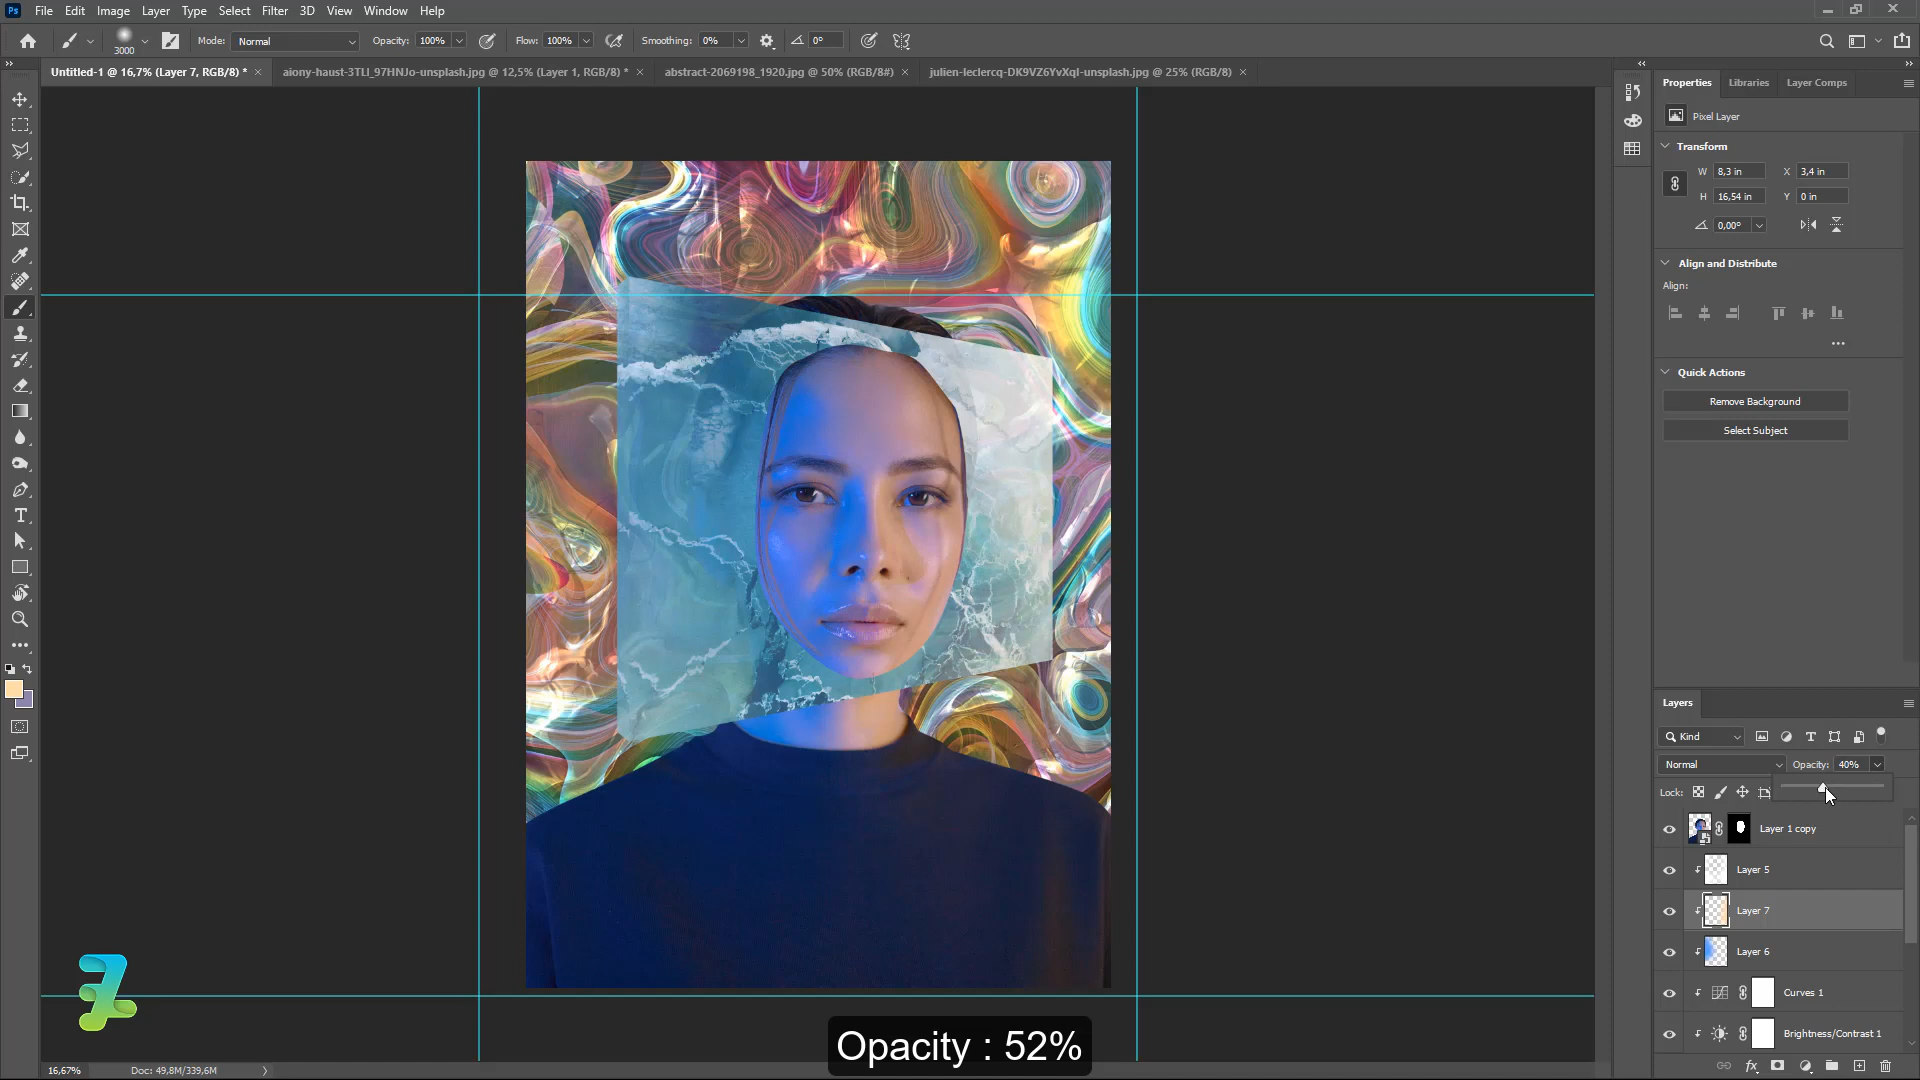 Ps File Edit Image Layer Type Select Filter 3D View Window Help
3000 Mode: Normal Opacity: 100% Flow: 100% Smoothing: 0% 0°
Untitled-1 @ 16,7% (Layer 7, RGB/8) * × aiony-haust-3TLl_97HNJo-unsplash.jpg @ 12,5% (Layer 1, RGB/8) * × abstract-2069198_1920.jpg @ 50% (RGB/8#) × julien-leclercq-DK9VZ6YvXqI-unsplash.jpg @ 25% (RGB/8) ×
Properties Libraries Layer Comps
Pixel Layer
Transform
W 8,3 in X 3,4 in
H 16,54 in Y 0 in
0,00°
Align and Distribute
Align:
Quick Actions
Remove Background
Select Subject
Layers
Kind
Normal Opacity: 40%
Lock:
Layer 1 copy
Layer 5
Layer 7
Layer 6
Curves 1
Brightness/Contrast 1
fx
Opacity : 52%
16,67% Doc: 49,8M/339,6M